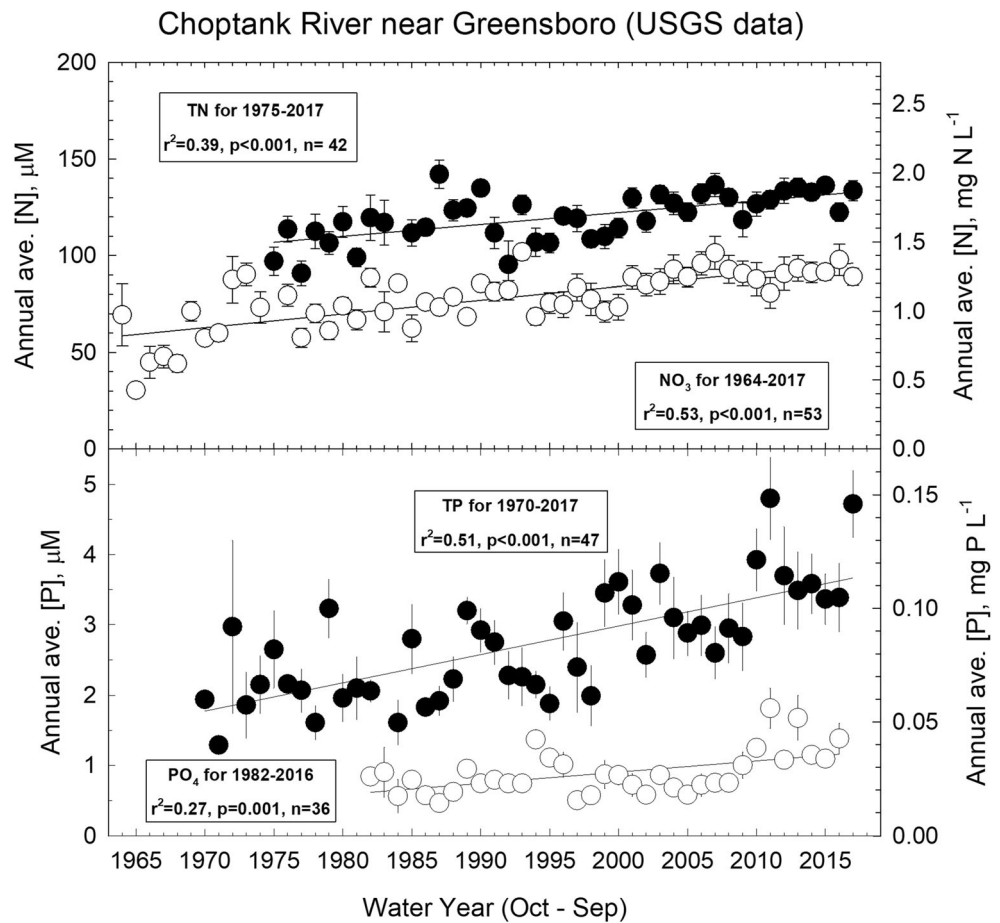 Choptank River near Greensboro (USGS data)
200
150
100
50
0
Annual ave. [N], μM
2.5
2.0
1.5
1.0
0.5
0.0
Annual ave. [N], mg N L⁻¹
TN for 1975-2017
r²=0.39, p<0.001, n= 42
NO₃ for 1964-2017
r²=0.53, p<0.001, n=53
5
4
3
2
1
0
Annual ave. [P], μM
0.15
0.10
0.05
0.00
Annual ave. [P], mg P L⁻¹
TP for 1970-2017
r²=0.51, p<0.001, n=47
PO₄ for 1982-2016
r²=0.27, p=0.001, n=36
1965 1970 1975 1980 1985 1990 1995 2000 2005 2010 2015
Water Year (Oct - Sep)